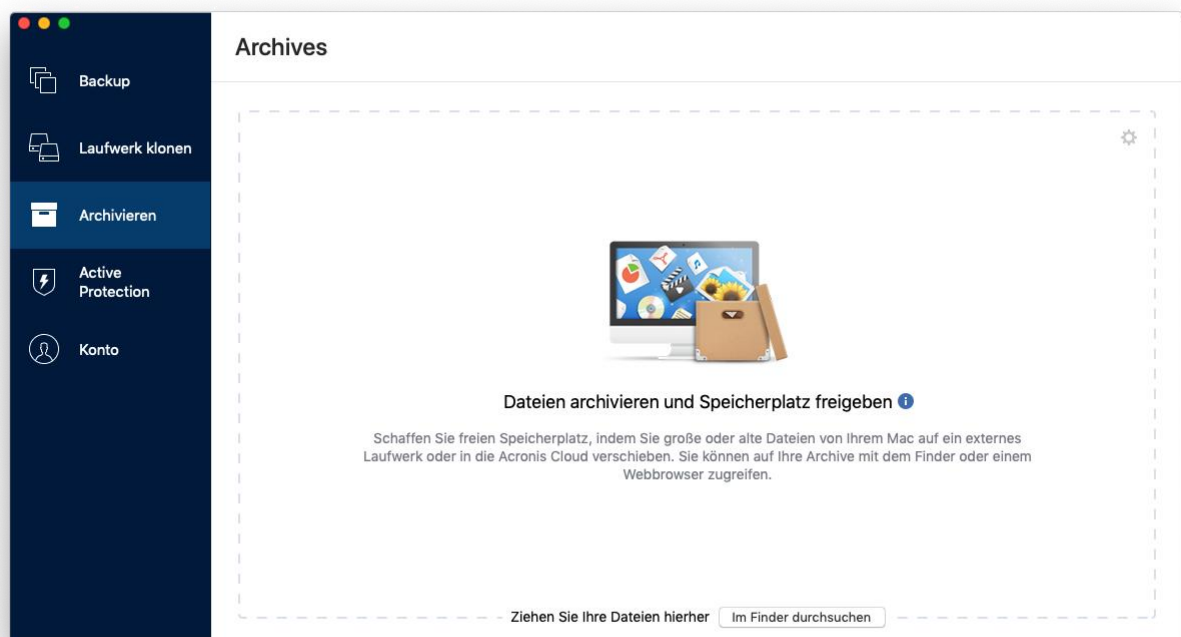 Archives
Backup
Laufwerk klonen
Archivieren
Active
Protection
Konto
Dateien archivieren und Speicherplatz freigeben
Schaffen Sie freien Speicherplatz, indem Sie große oder alte Dateien von Ihrem Mac auf ein externes
Laufwerk oder in die Acronis Cloud verschieben. Sie können auf Ihre Archive mit dem Finder oder einem
Webbrowser zugreifen.
Ziehen Sie Ihre Dateien hierher Im Finder durchsuchen